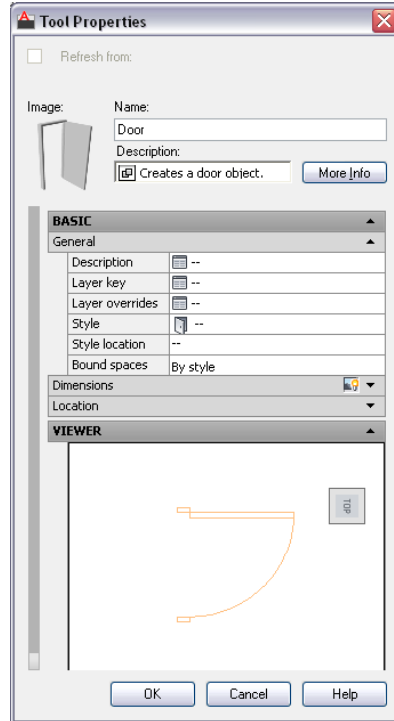 Tool Properties
Refresh from:
Image:
Name:
Door
Description:
Creates a door object.
More Info
BASIC
General
Description --
Layer key --
Layer overrides --
Style --
Style location --
Bound spaces By style
Dimensions
Location
VIEWER
TOP
OK Cancel Help